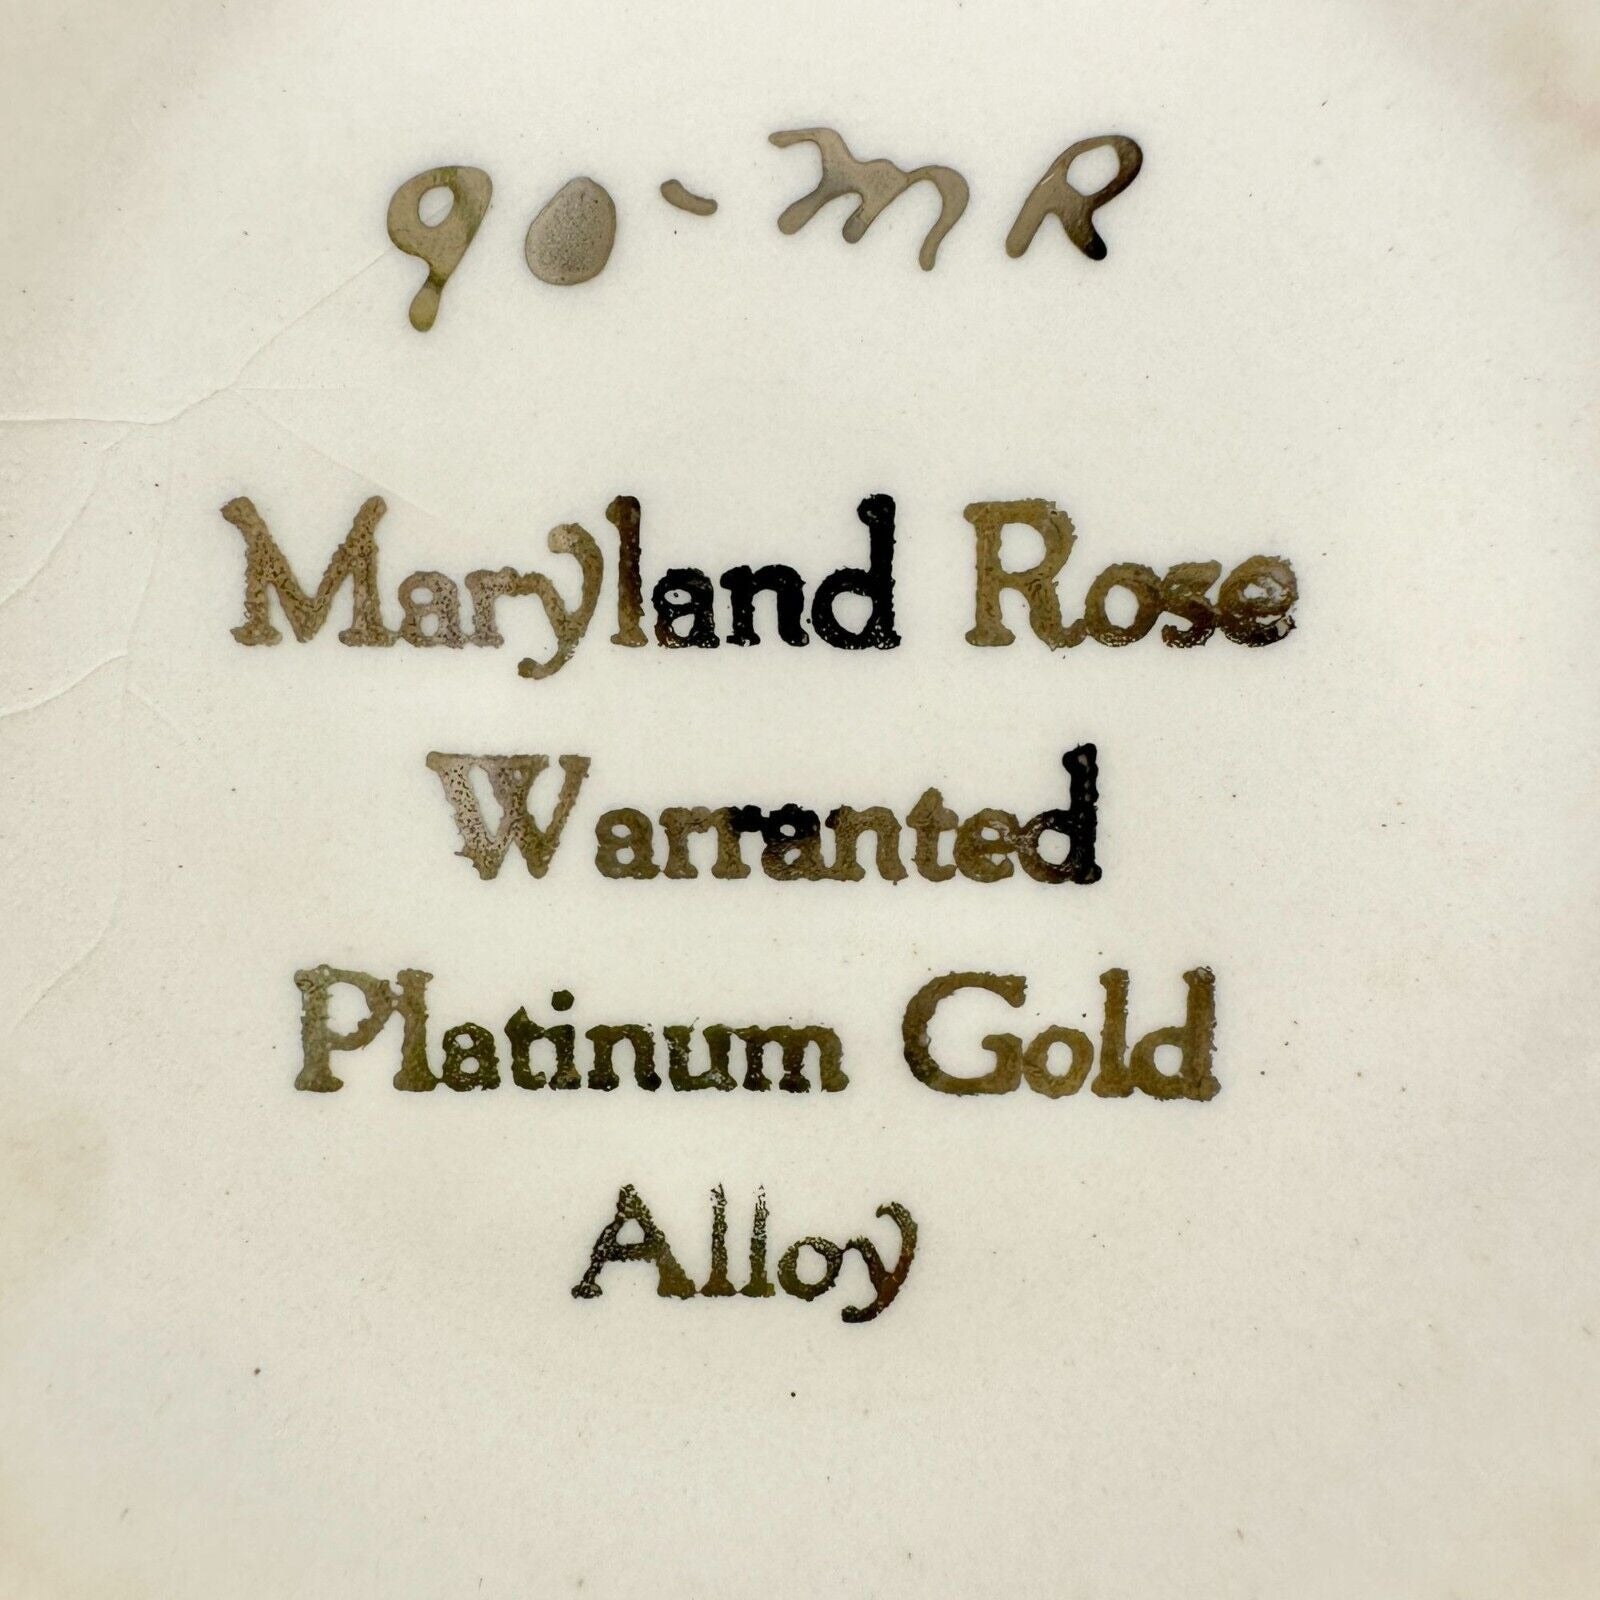 90-MR
Maryland Rose
Warranted
Platinum Gold
Alloy